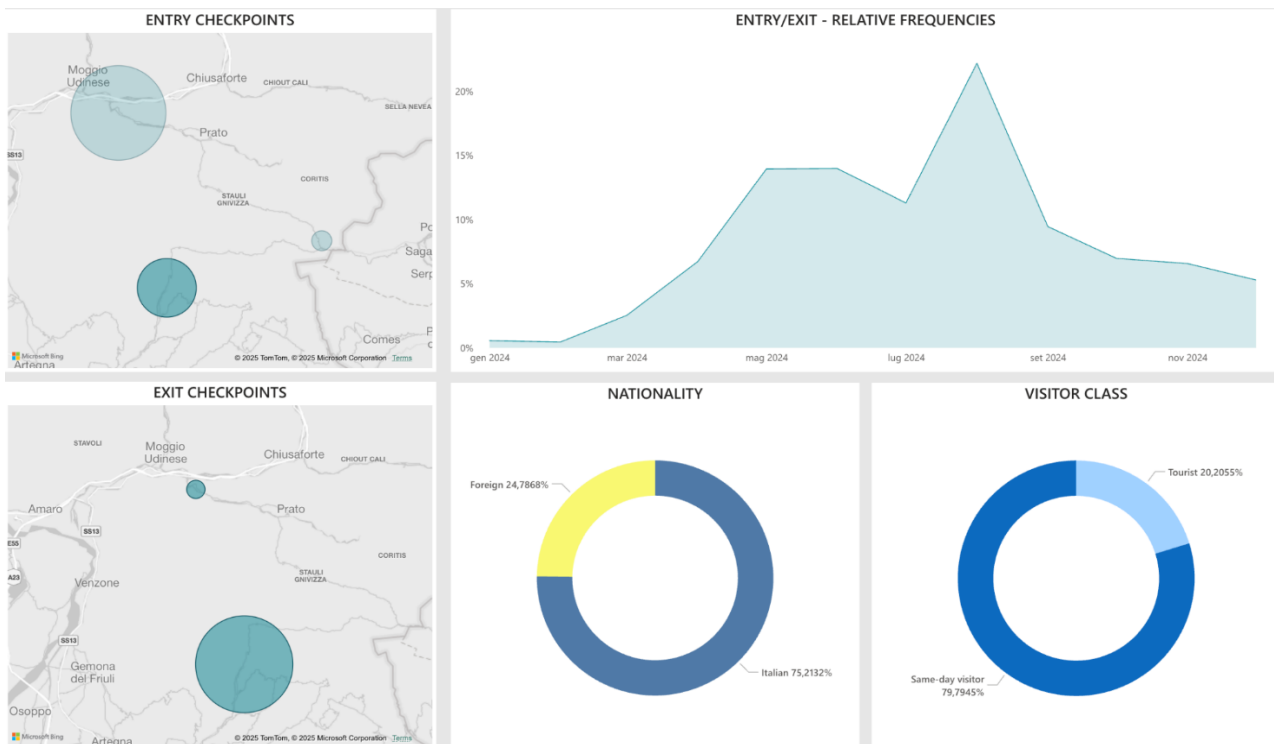 ENTRY CHECKPOINTS
Moggio
Udinese
Chiusaforte
CHIOUT CALI
SELLA NEVEA
Prato
SS13
CORITIS
STAULI
GNIVIZZA
Po
Saga
Serp
Comes
P
Microsoft Bing
© 2025 TomTom, © 2025 Microsoft Corporation Terms
Artegna
ENTRY/EXIT - RELATIVE FREQUENCIES
20%
15%
10%
5%
0%
gen 2024
mar 2024
mag 2024
lug 2024
set 2024
nov 2024
EXIT CHECKPOINTS
STAVOLI
Moggio
Udinese
Chiusaforte
CHIOUT CALI
Amaro
Prato
SS13
E55
CORITIS
A23
Venzone
STAULI
GNIVIZZA
SS13
Gemona
del Friuli
Osoppo
Microsoft Bing
© 2025 TomTom, © 2025 Microsoft Corporation Terms
Artegna
NATIONALITY
Foreign 24,7868%
Italian 75,2132%
VISITOR CLASS
Tourist 20,2055%
Same-day visitor
79,7945%